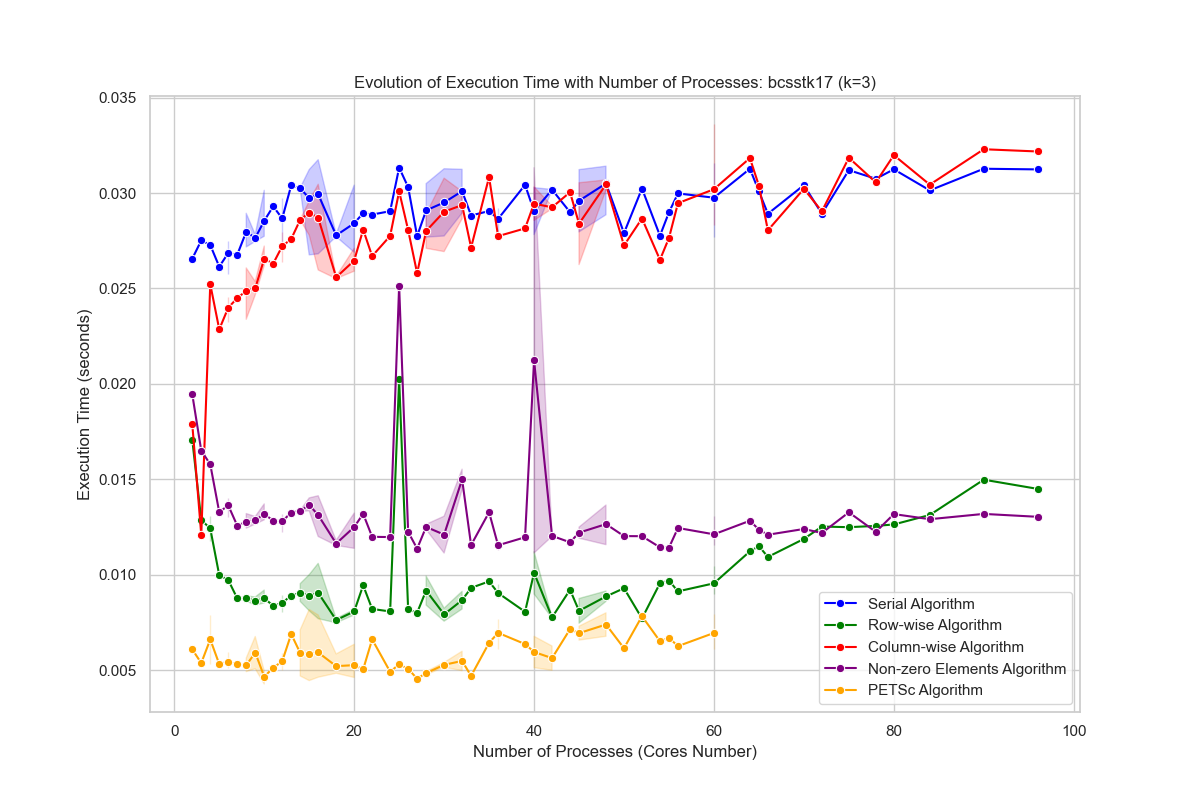 Evolution of Execution Time with Number of Processes: bcsstk17 (k=3)
0.035
0.030
0.025
0.020
0.015
0.010
0.005
Execution Time (seconds)
0 20 40 60 80 100
Number of Processes (Cores Number)
Serial Algorithm
Row-wise Algorithm
Column-wise Algorithm
Non-zero Elements Algorithm
PETSc Algorithm